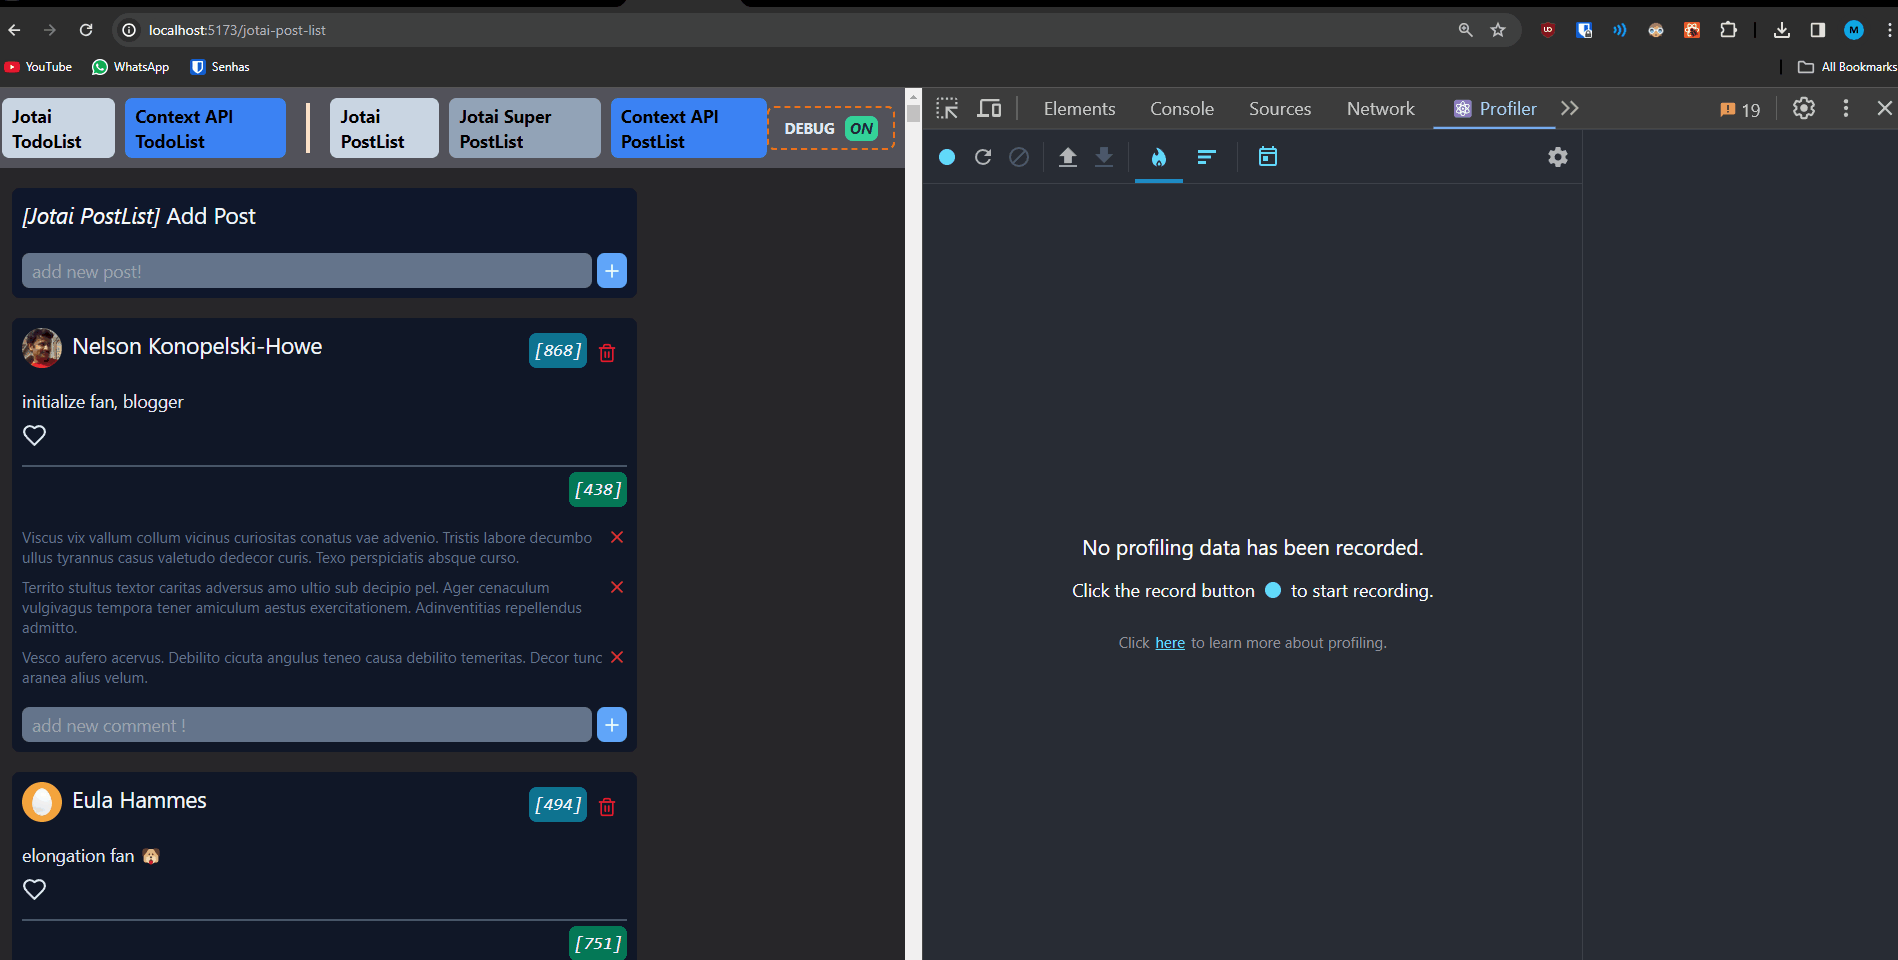 localhost:5173/jotai-post-list
YouTube
WhatsApp
Senhas
All Bookmarks
Jotai
TodoList
Context API
TodoList
Jotai
PostList
Jotai Super
PostList
Context API
PostList
DEBUG ON
Elements
Console
Sources
Network
Profiler
19
[Jotai PostList] Add Post
add new post!
Nelson Konopelski-Howe
[868]
initialize fan, blogger
[438]
Viscus vix vallum collum vicinus curiositas conatus vae advenio. Tristis labore decumbo
ullus tyrannus casus valetudo dedecor curis. Texo perspiciatis absque curso.
Territo stultus textor caritas adversus amo ultio sub decipio pel. Ager cenaculum
vulgivagus tempora tener amiculum aestus exercitationem. Adinventitias repellendus
admitto.
Vesco aufero acervus. Debilito cicuta angulus teneo causa debilito temeritas. Decor tunc
aranea alius velum.
add new comment !
Eula Hammes
[494]
elongation fan 🐶
[751]
No profiling data has been recorded.
Click the record button to start recording.
Click here to learn more about profiling.
M